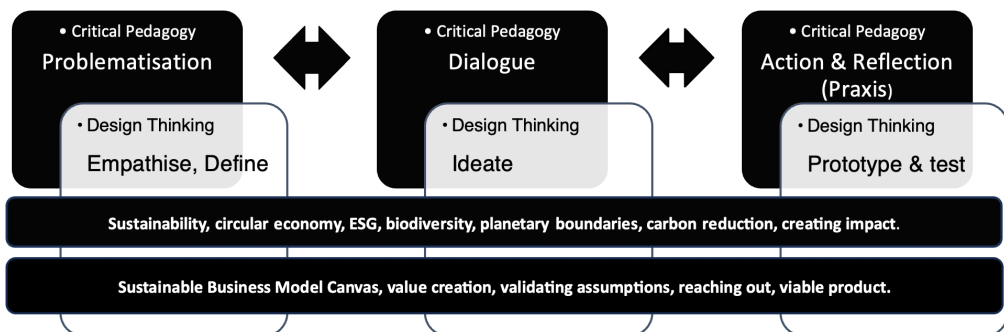 • Critical Pedagogy
Problematisation
• Design Thinking
Empathise, Define
• Critical Pedagogy
Dialogue
• Design Thinking
Ideate
• Critical Pedagogy
Action & Reflection
(Praxis)
• Design Thinking
Prototype & test
Sustainability, circular economy, ESG, biodiversity, planetary boundaries, carbon reduction, creating impact.
Sustainable Business Model Canvas, value creation, validating assumptions, reaching out, viable product.